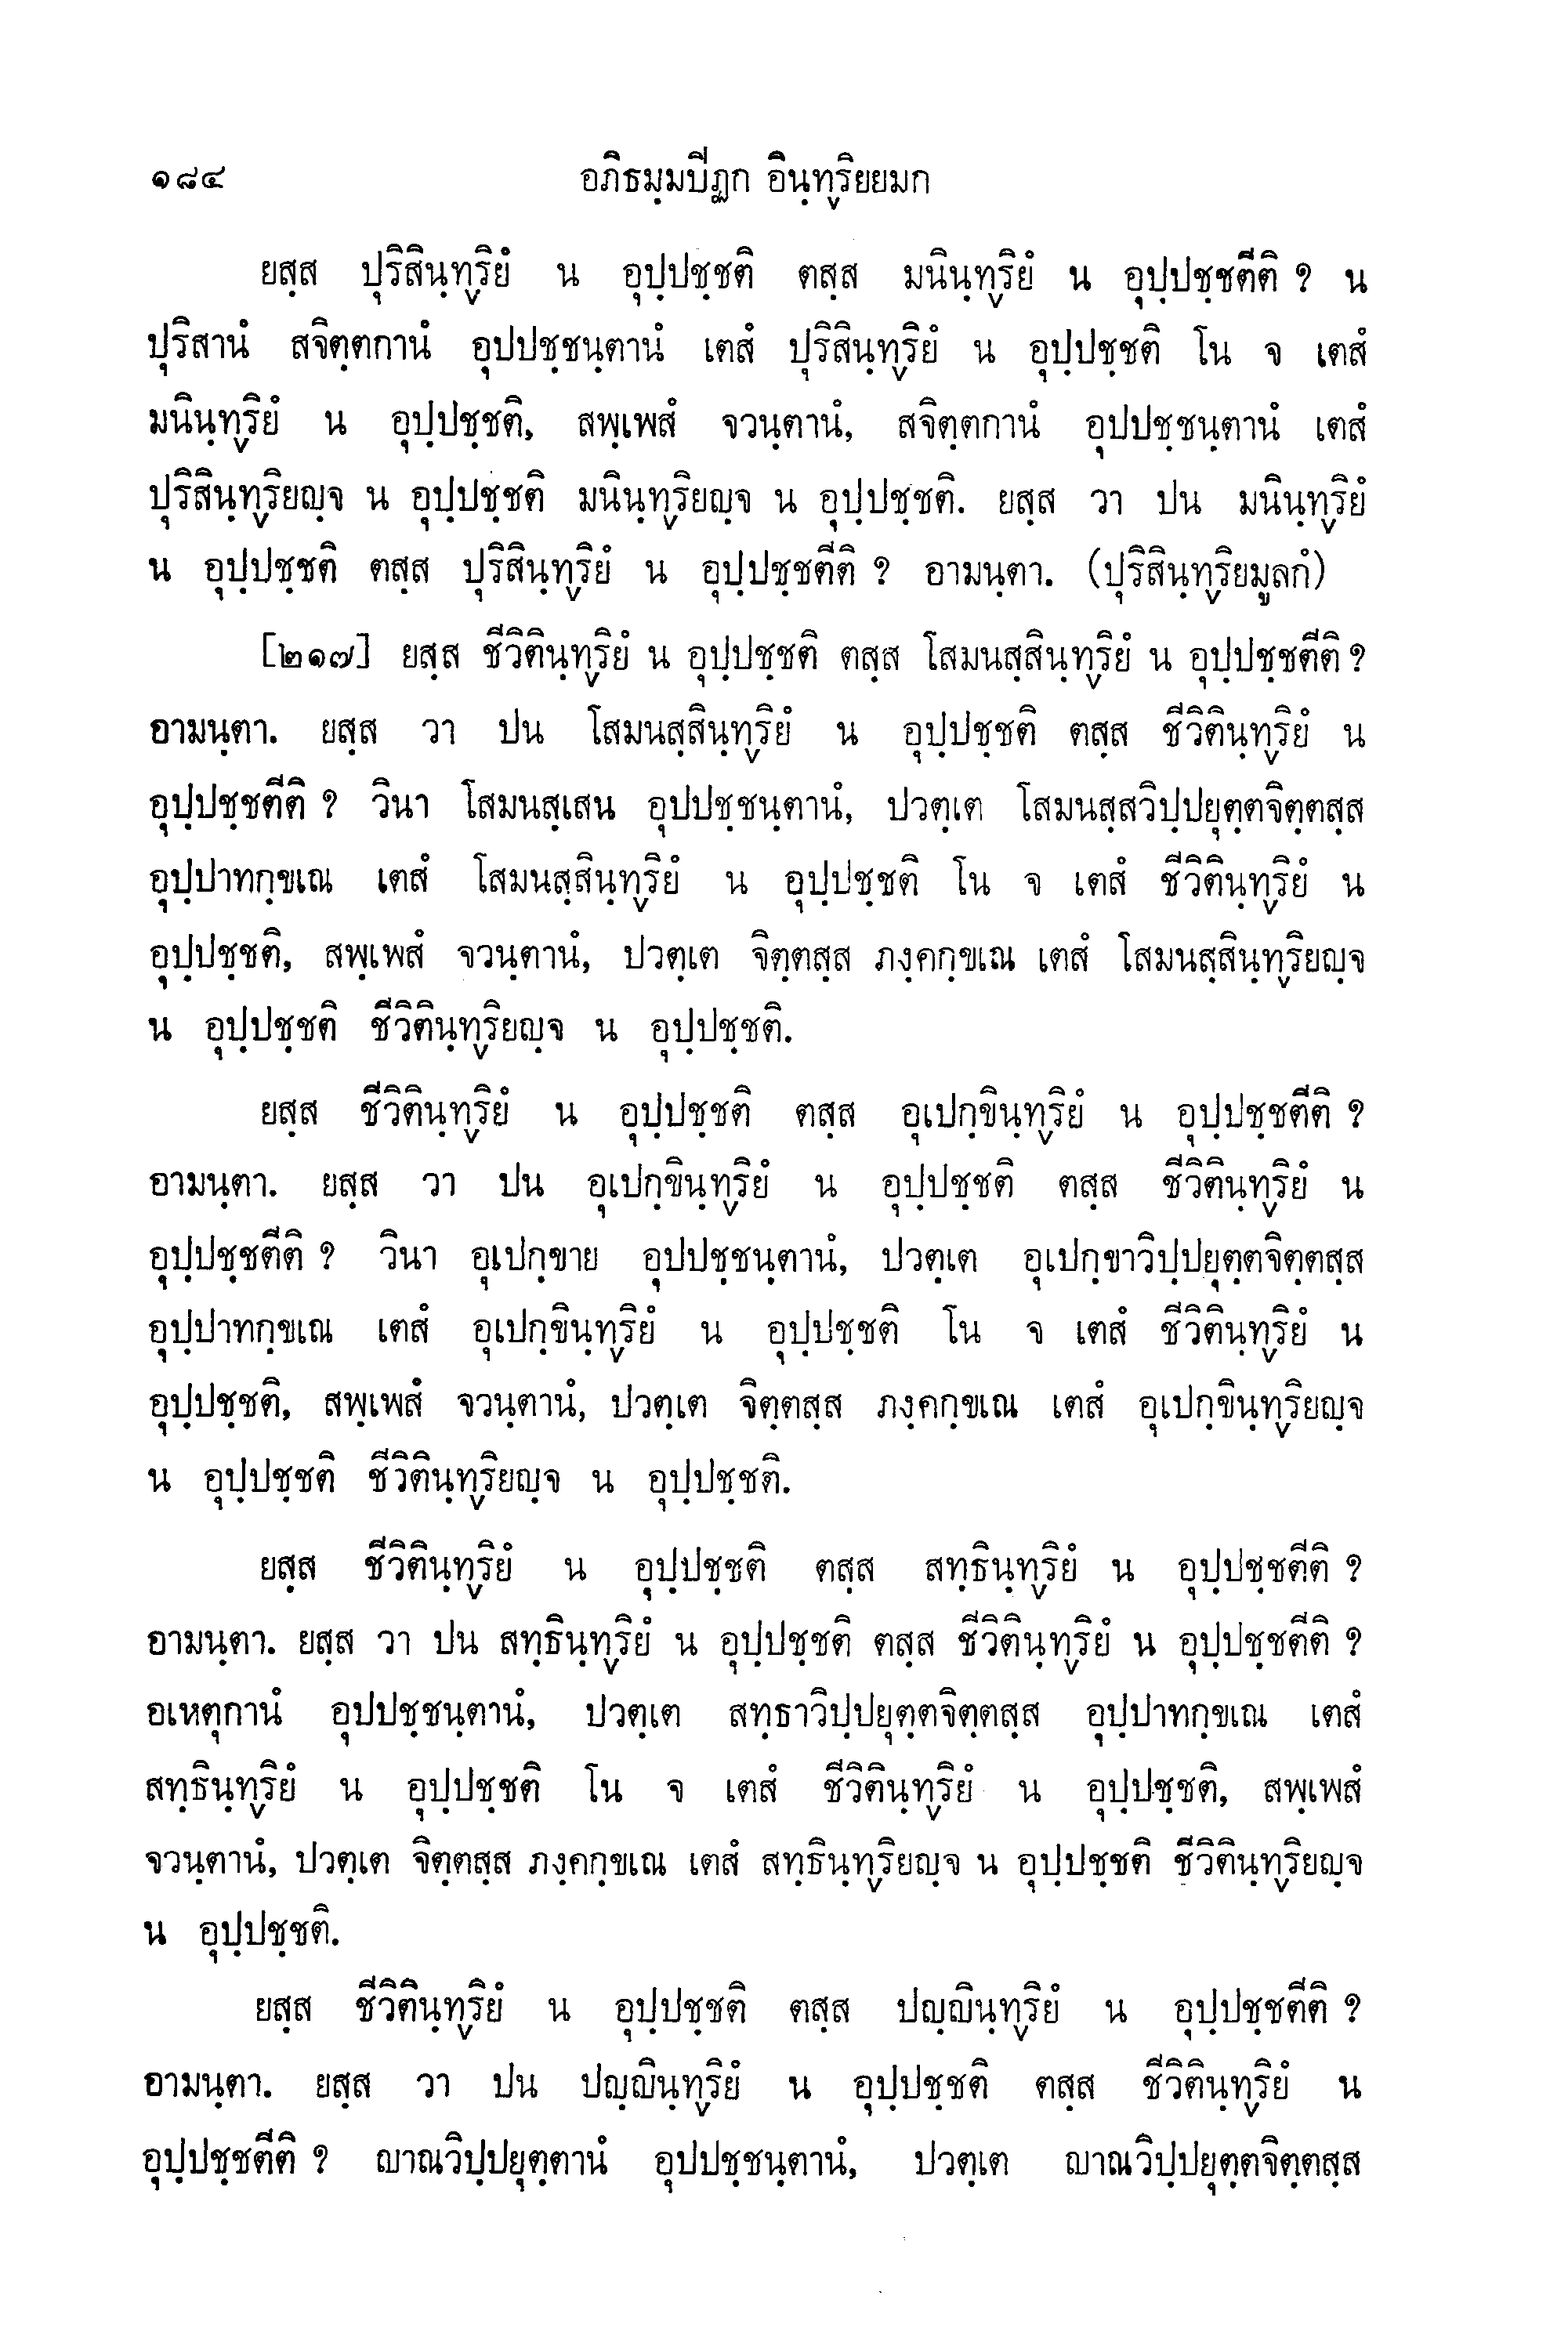 ๑๘๔ อภิธมฺมปิฏก อินฺทฺริยยมก
ยสฺส ปุริสินฺทฺริยํ น อุปฺปชฺชติ ตสฺส มนินฺทฺริยํ น อุปฺปชฺชตีติ ? น
ปุริสานํ สจิตฺตกานํ อุปปชฺชนฺตานํ เตสํ ปุริสินฺทฺริยํ น อุปฺปชฺชติ โน จ เตสํ
มนินฺทฺริยํ น อุปฺปชฺชติ, สพฺเพสํ จวนฺตานํ, สจิตฺตกานํ อุปปชฺชนฺตานํ เตสํ
ปุริสินฺทฺริยญฺจ น อุปฺปชฺชติ มนินฺทฺริยญฺจ น อุปฺปชฺชติ. ยสฺส วา ปน มนินฺทฺริยํ
น อุปฺปชฺชติ ตสฺส ปุริสินฺทฺริยํ น อุปฺปชฺชตีติ ? อามนฺตา. (ปุริสินฺทฺริยมูลกํ)
[๒๑๗] ยสฺส ชีวิตินฺทฺริยํ น อุปฺปชฺชติ ตสฺส โสมนสฺสินฺทฺริยํ น อุปฺปชฺชตีติ ?
อามนฺตา. ยสฺส วา ปน โสมนสฺสินฺทฺริยํ น อุปฺปชฺชติ ตสฺส ชีวิตินฺทฺริยํ น
อุปฺปชฺชตีติ ? วินา โสมนสฺเสน อุปปชฺชนฺตานํ, ปวตฺเต โสมนสฺสวิปฺปยุตฺตจิตฺตสฺส
อุปฺปาทกฺขเณ เตสํ โสมนสฺสินฺทฺริยํ น อุปฺปชฺชติ โน จ เตสํ ชีวิตินฺทฺริยํ น
อุปฺปชฺชติ, สพฺเพสํ จวนฺตานํ, ปวตฺเต จิตฺตสฺส ภงฺคกฺขเณ เตสํ โสมนสฺสินฺทฺริยญฺจ
น อุปฺปชฺชติ ชีวิตินฺทฺริยญฺจ น อุปฺปชฺชติ.
ยสฺส ชีวิตินฺทฺริยํ น อุปฺปชฺชติ ตสฺส อุเปกฺขินฺทฺริยํ น อุปฺปชฺชตีติ ?
อามนฺตา. ยสฺส วา ปน อุเปกฺขินฺทฺริยํ น อุปฺปชฺชติ ตสฺส ชีวิตินฺทฺริยํ น
อุปฺปชฺชตีติ ? วินา อุเปกฺขาย อุปปชฺชนฺตานํ, ปวตฺเต อุเปกฺขาวิปฺปยุตฺตจิตฺตสฺส
อุปฺปาทกฺขเณ เตสํ อุเปกฺขินฺทฺริยํ น อุปฺปชฺชติ โน จ เตสํ ชีวิตินฺทฺริยํ น
อุปฺปชฺชติ, สพฺเพสํ จวนฺตานํ, ปวตฺเต จิตฺตสฺส ภงฺคกฺขเณ เตสํ อุเปกฺขินฺทฺริยญฺจ
น อุปฺปชฺชติ ชีวิตินฺทฺริยญฺจ น อุปฺปชฺชติ.
ยสฺส ชีวิตินฺทฺริยํ น อุปฺปชฺชติ ตสฺส สทฺธินฺทฺริยํ น อุปฺปชฺชตีติ ?
อามนฺตา. ยสฺส วา ปน สทฺธินฺทฺริยํ น อุปฺปชฺชติ ตสฺส ชีวิตินฺทฺริยํ น อุปฺปชฺชตีติ ?
อเหตุกานํ อุปปชฺชนฺตานํ, ปวตฺเต สทฺธาวิปฺปยุตฺตจิตฺตสฺส อุปฺปาทกฺขเณ เตสํ
สทฺธินฺทฺริยํ น อุปฺปชฺชติ โน จ เตสํ ชีวิตินฺทฺริยํ น อุปฺปชฺชติ, สพฺเพสํ
จวนฺตานํ, ปวตฺเต จิตฺตสฺส ภงฺคกฺขเณ เตสํ สทฺธินฺทฺริยญฺจ น อุปฺปชฺชติ ชีวิตินฺทฺริยญฺจ
น อุปฺปชฺชติ.
ยสฺส ชีวิตินฺทฺริยํ น อุปฺปชฺชติ ตสฺส ปญฺญินฺทฺริยํ น อุปฺปชฺชตีติ ?
อามนฺตา. ยสฺส วา ปน ปญฺญินฺทฺริยํ น อุปฺปชฺชติ ตสฺส ชีวิตินฺทฺริยํ น
อุปฺปชฺชตีติ ? ญาณวิปฺปยุตฺตานํ อุปปชฺชนฺตานํ, ปวตฺเต ญาณวิปฺปยุตฺตจิตฺตสฺส